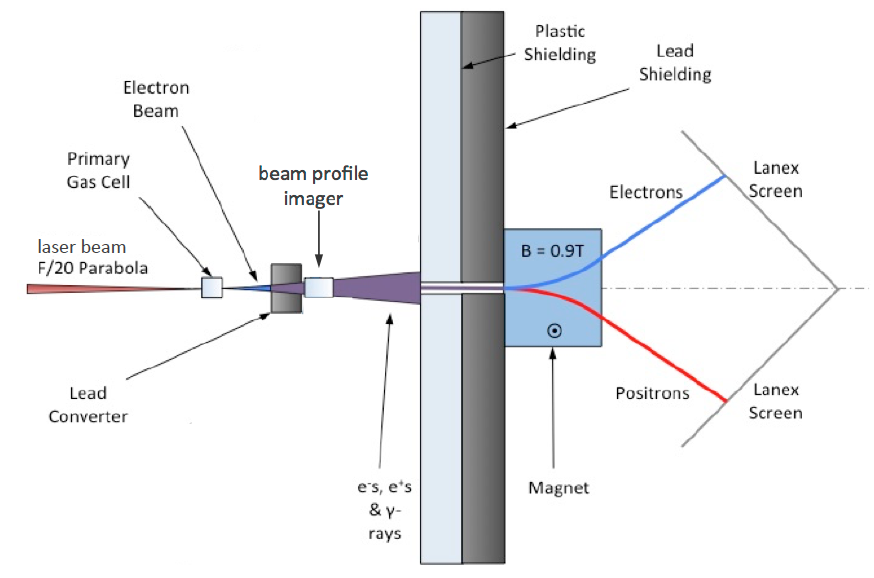 Plastic
Shielding
Lead
Shielding
Electron
Beam
Primary
Gas Cell
beam profile
imager
laser beam
F/20 Parabola
Electrons
Lanex
Screen
B = 0.9T
Lead
Converter
Positrons
Lanex
Screen
e⁻s, e⁺s
& γ-
rays
Magnet